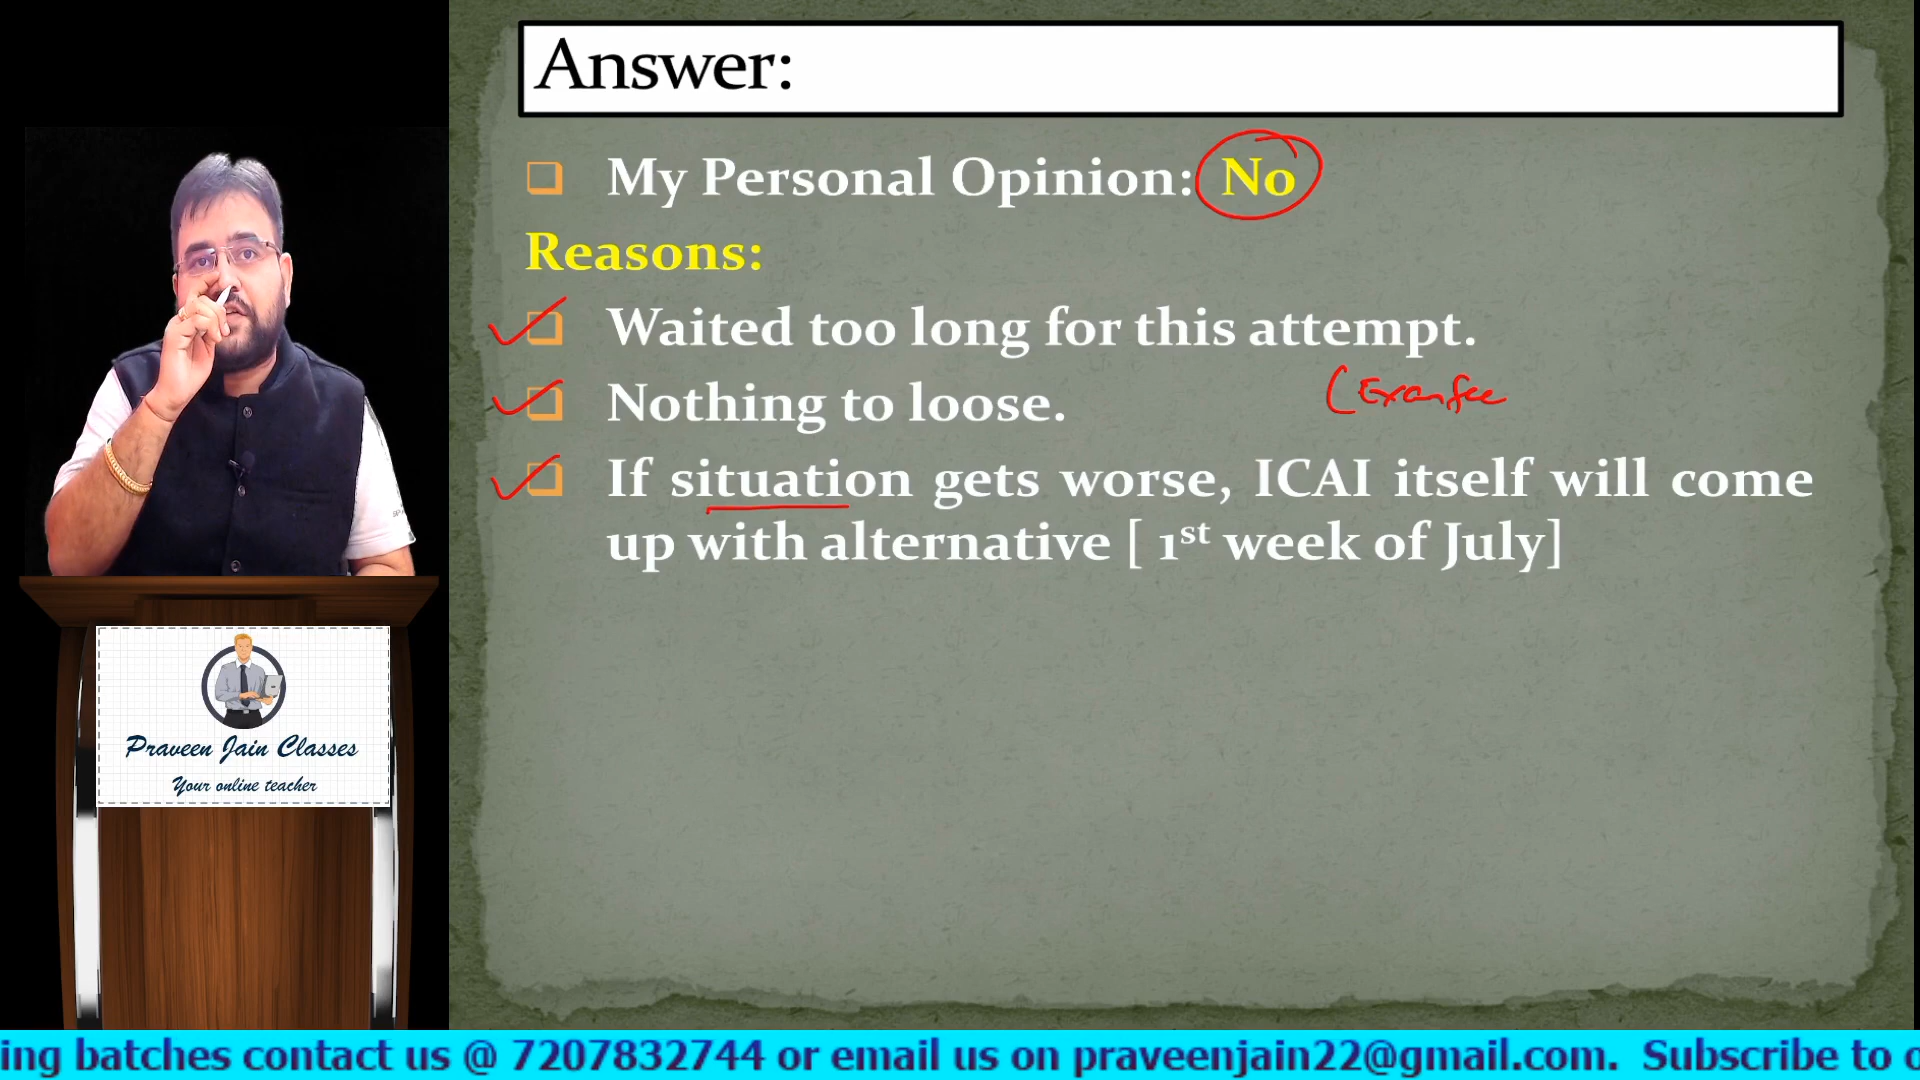 Answer:
My Personal Opinion: No
Reasons:
Waited too long for this attempt.
(Exam fee
Nothing to loose.
If situation gets worse, ICAI itself will come
up with alternative [ 1st week of July]
Praveen Jain Classes
Your online teacher
ing batches contact us @ 7207832744 or email us on praveenjain22@gmail.com. Subscribe to